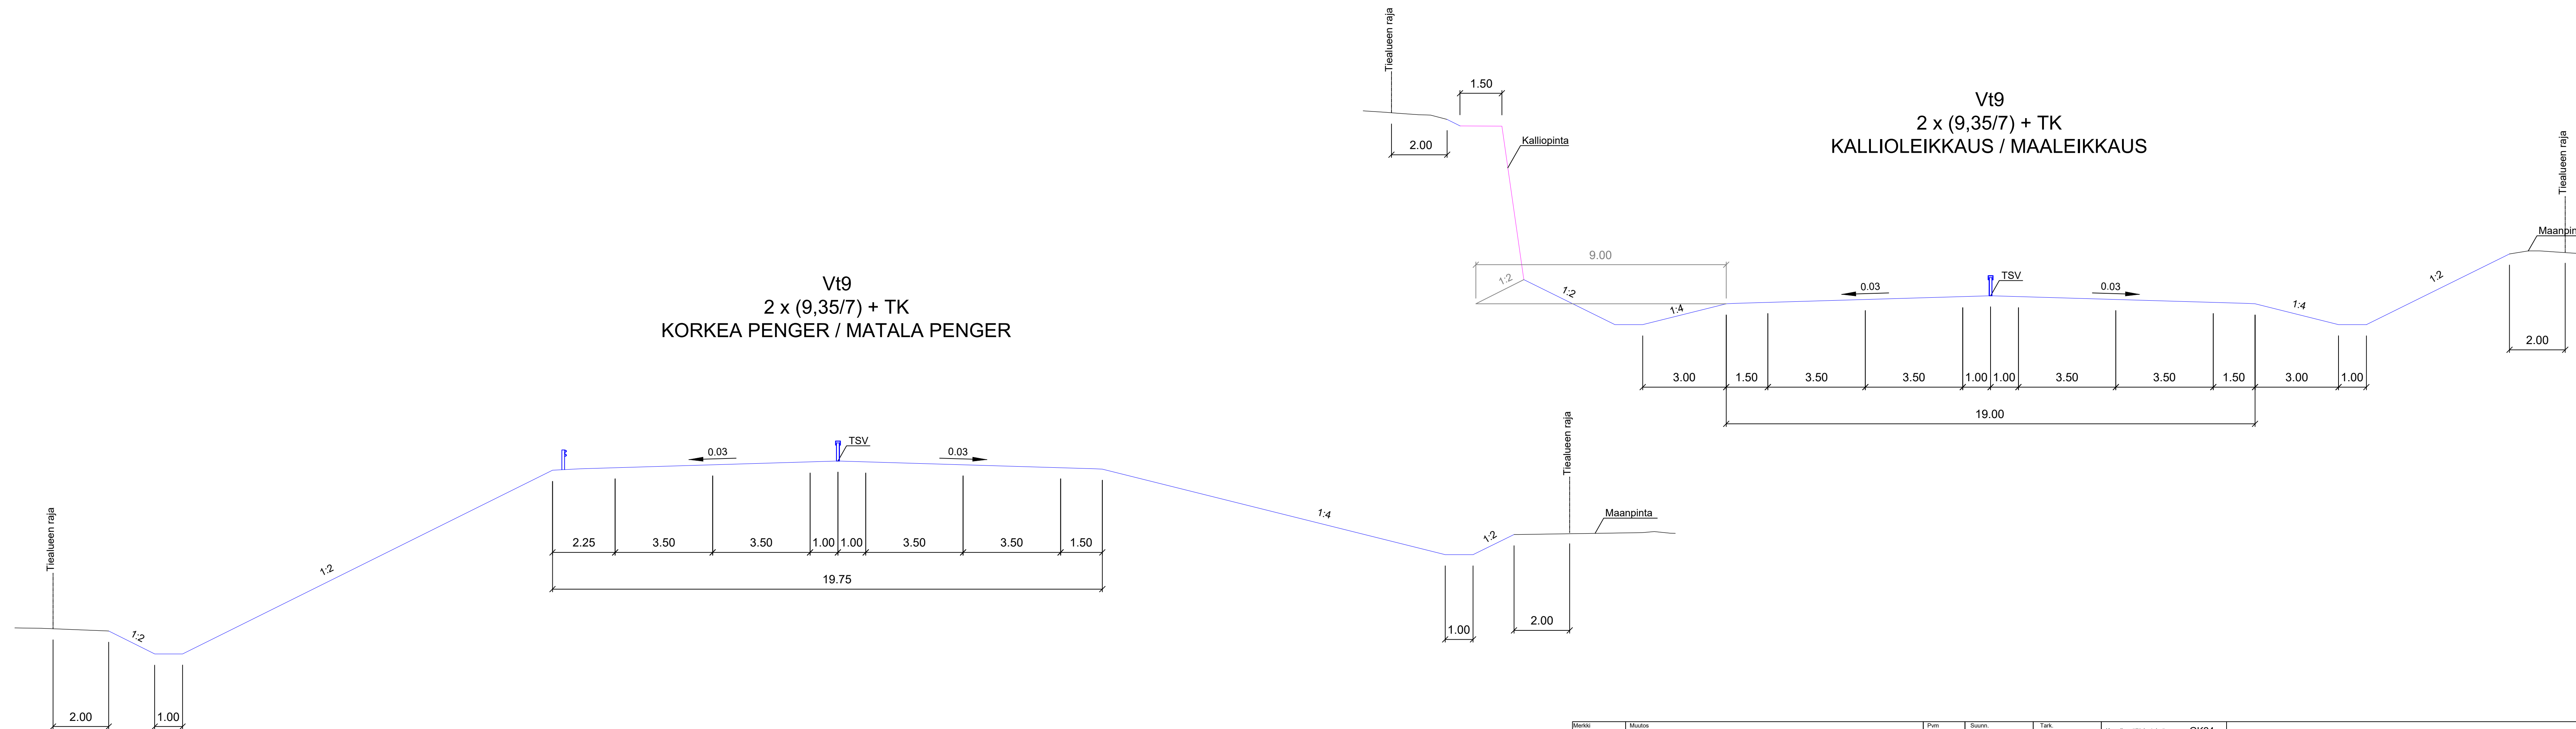 Vt9
2 x (9,35/7) + TK
KORKEA PENGER / MATALA PENGER
TSV
0.03
0.03
2.25 3.50 3.50 1.00 1.00 3.50 3.50 1.50
19.75
Tiealueen raja
1:2
1:2
2.00
1.00
1:4
1:2
Tiealueen raja
Maanpinta
1.00
2.00
Vt9
2 x (9,35/7) + TK
KALLIOLEIKKAUS / MAALEIKKAUS
Tiealueen raja
1.50
2.00
Kalliopinta
9.00
1:2
1:2
1:4
0.03
TSV
0.03
1:4
1:2
Tiealueen raja
2.00
3.00 1.50 3.50 3.50 1.00 1.00 3.50 3.50 1.50 3.00 1.00
19.00
Merkki Muutos Pvm Suunn. Tark.